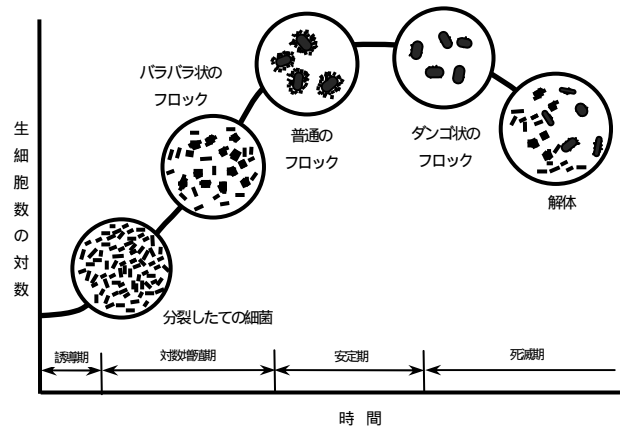 バラバラ状の
フロック
普通の
フロック
ダンゴ状の
フロック
解体
分裂したての細菌
生細胞数の対数
誘導期
対数増殖期
安定期
死滅期
時 間